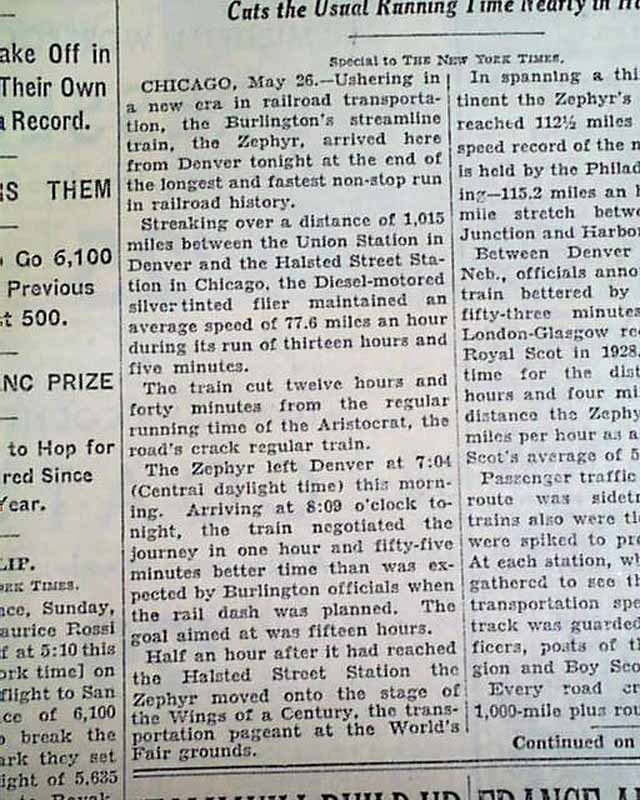 Cuts the Usual Running Time Nearly in
Special to THE NEW YORK TIMES.
ake Off in
Their Own
a Record.
THEM
Go 6,100
Previous
500.
PRIZE
to Hop for
red Since
Year.
LIP.
ORK TIMES.
nce, Sunday,
aurice Rossi
f at 5:10 this
ork time] on
flight to San
ce of 6,100
o break the
ark they set
ight of 5,635
CHICAGO, May 26.—Ushering in
a new era in railroad transporta-
tion, the Burlington's streamline
train, the Zephyr, arrived here
from Denver tonight at the end of
the longest and fastest non-stop run
in railroad history.
Streaking over a distance of 1,015
miles between the Union Station in
Denver and the Halsted Street Sta-
tion in Chicago, the Diesel-motored
silver tinted flier maintained an
average speed of 77.6 miles an hour
during its run of thirteen hours and
five minutes.
The train cut twelve hours and
forty minutes from the regular
running time of the Aristocrat, the
road's crack regular train.
The Zephyr left Denver at 7:04
(Central daylight time) this morn-
ing. Arriving at 8:09 o'clock to-
night, the train negotiated the
journey in one hour and fifty-five
minutes better time than was ex-
pected by Burlington officials when
the rail dash was planned. The
goal aimed at was fifteen hours.
Half an hour after it had reached
the Halsted Street Station the
Zephyr moved onto the stage of
the Wings of a Century, the trans-
portation pageant at the World's
Fair grounds.
In spanning a thi
tinent the Zephyr's
reached 112½ miles
speed record of the n
is held by the Philad
ing—115.2 miles an h
mile stretch betw
Junction and Harbo
Between Denver
Neb., officials anno
train bettered by
fifty-three minutes
London-Glasgow re
Royal Scot in 1928.
time for the dist
hours and four mi
distance the Zephy
miles per hour as a
Scot's average of 5
Passenger traffic
route was sidet
trains also were ti
were spiked to pre
At each station, wh
gathered to see th
transportation spe
track was guarded
ficers, posts of th
gion and Boy Sco
Every road cr
1,000-mile plus rou
Continued on